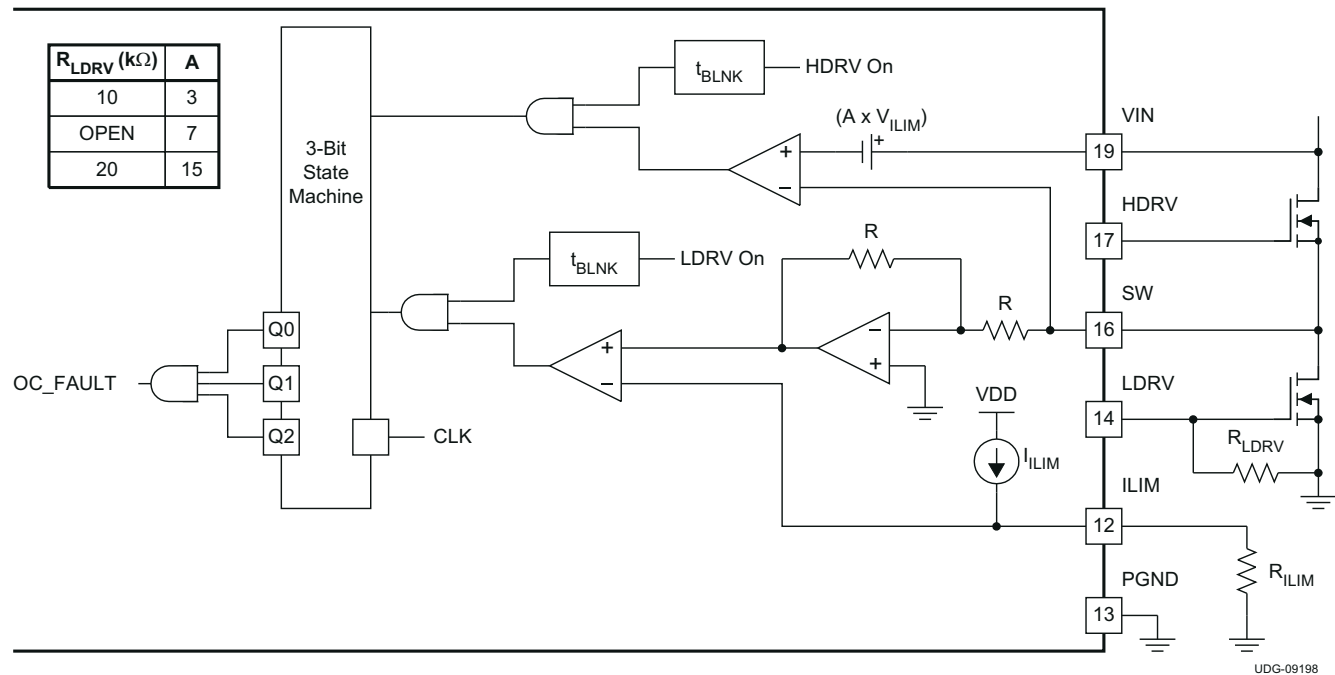 R_LDRV (kΩ) A
10 3
OPEN 7
20 15
3-Bit
State
Machine
t_BLNK
HDRV On
(A x V_ILIM)
+
+
–
VIN
19
HDRV
17
t_BLNK
LDRV On
R
R
SW
16
–
+
+
–
Q0
Q1
Q2
OC_FAULT
CLK
VDD
I_ILIM
LDRV
14
R_LDRV
ILIM
12
R_ILIM
PGND
13
UDG-09198